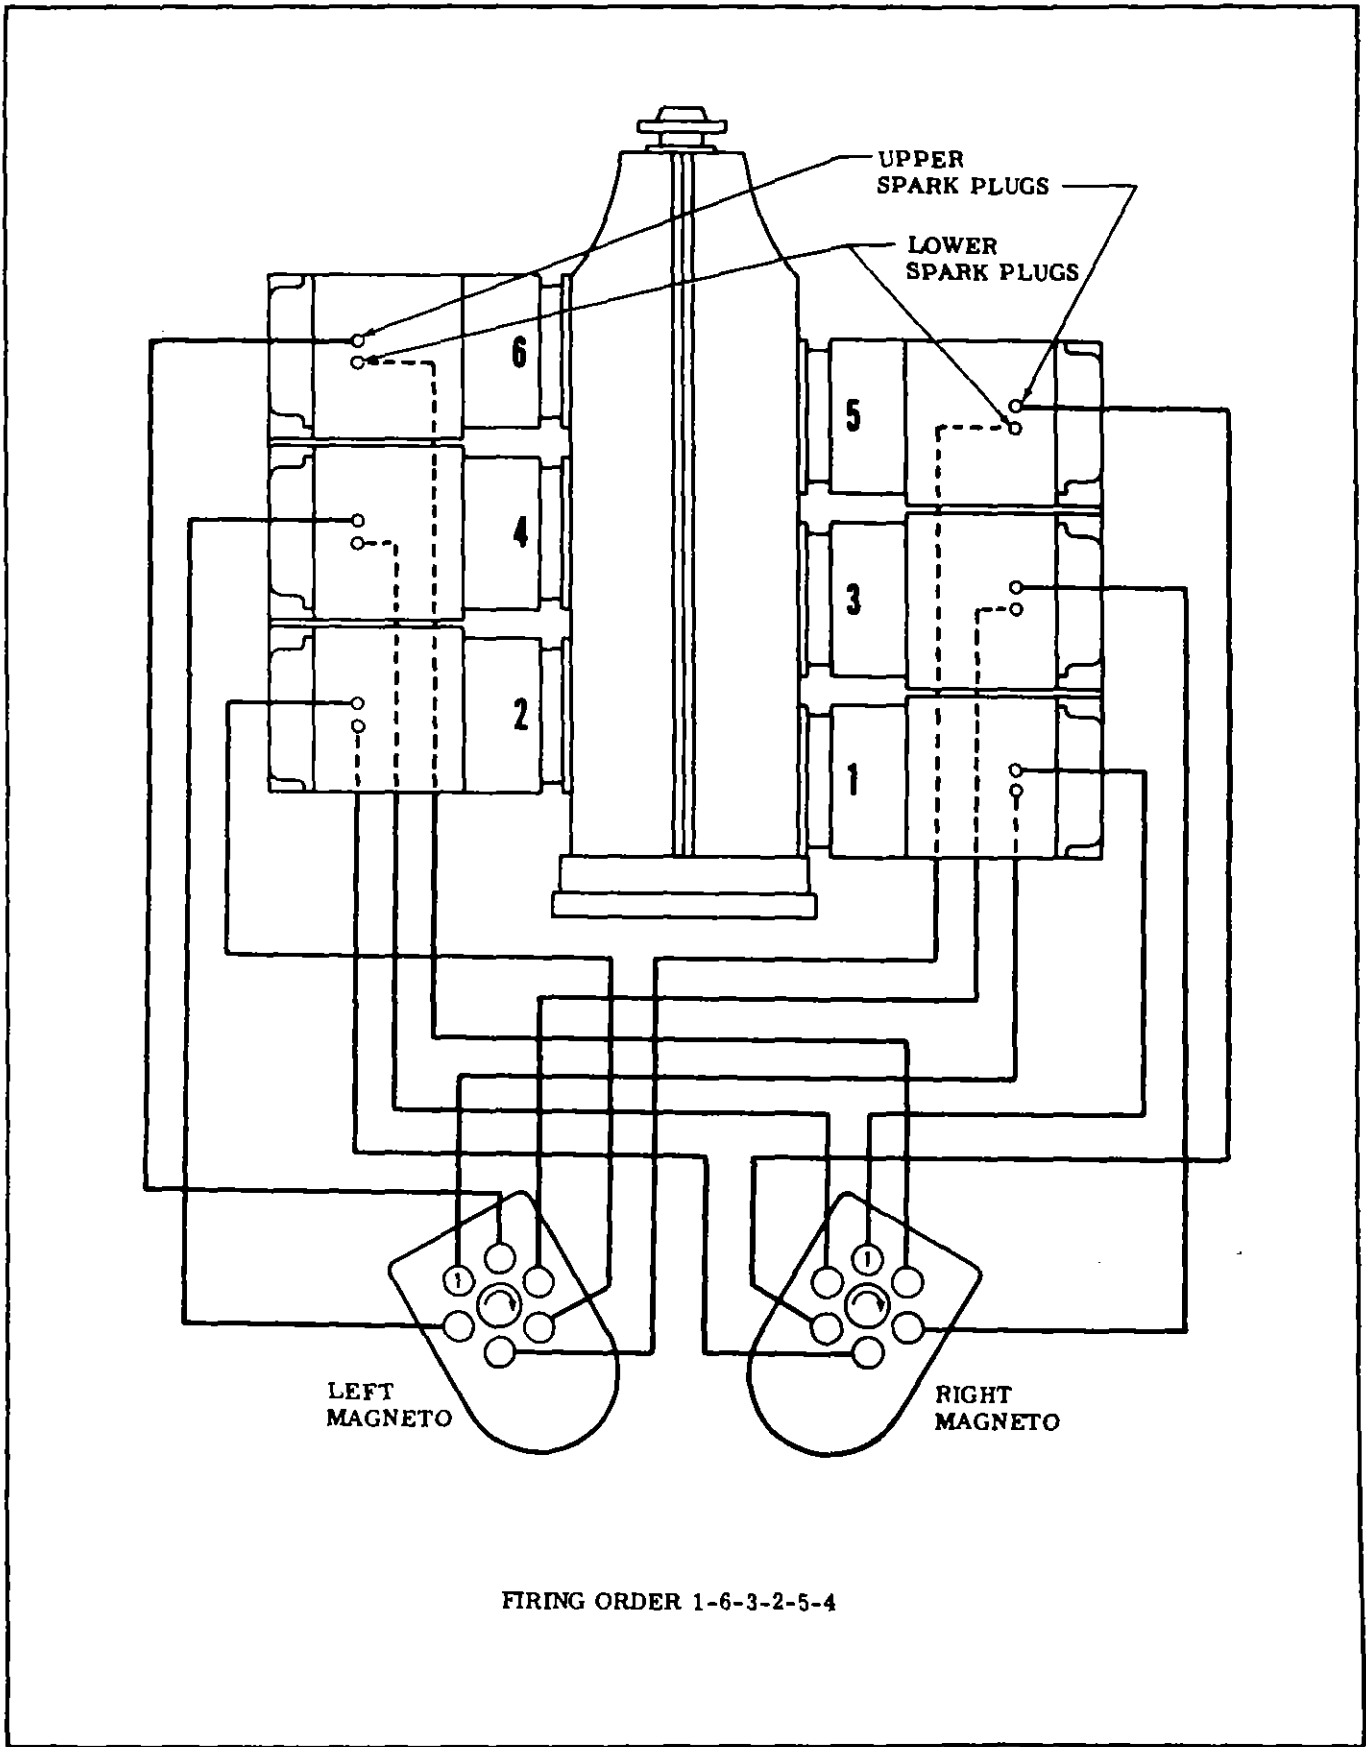 UPPER
SPARK PLUGS
LOWER
SPARK PLUGS
6
5
4
3
2
1
1
1
LEFT
MAGNETO
RIGHT
MAGNETO
FIRING ORDER 1-6-3-2-5-4